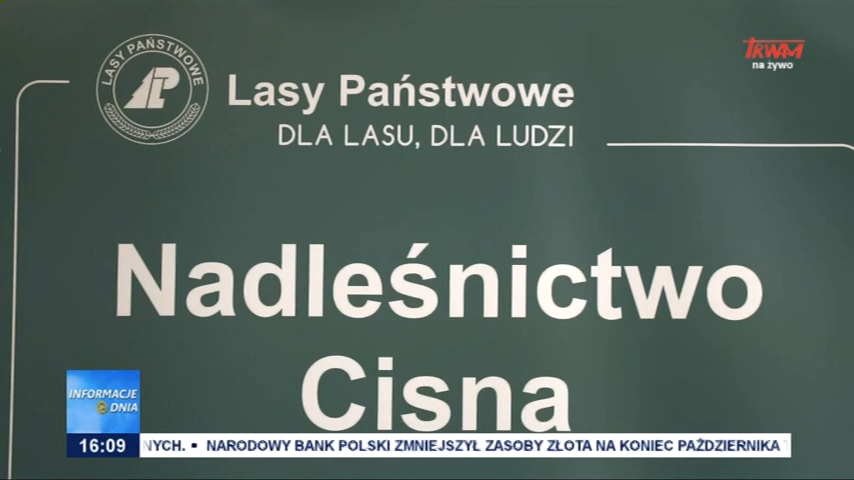 LASY PAŃSTWOWE
Lasy Państwowe
DLA LASU, DLA LUDZI
TRWAM
na żywo
Nadleśnictwo
Cisna
INFORMACJE
DNIA
16:09
NYCH. ▪ NARODOWY BANK POLSKI ZMNIEJSZYŁ ZASOBY ZŁOTA NA KONIEC PAŹDZIERNIKA